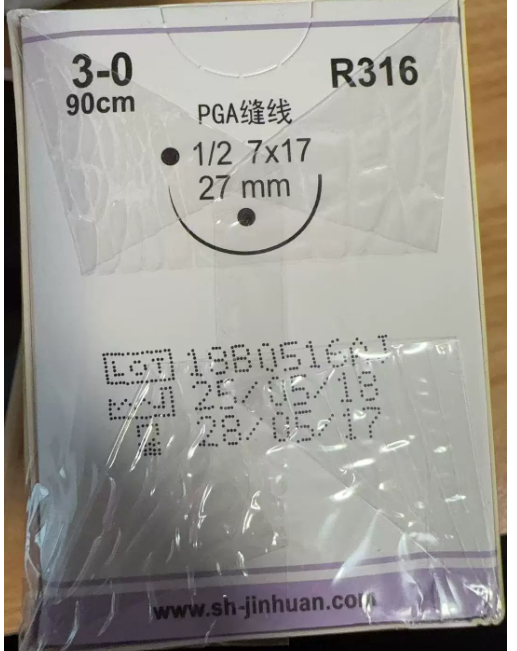 3-0
R316
90cm
PGA缝线
1/2 7x17
27 mm
LOT 18B0516AJ
25/05/18
28/05/17
www.sh-jinhuan.com